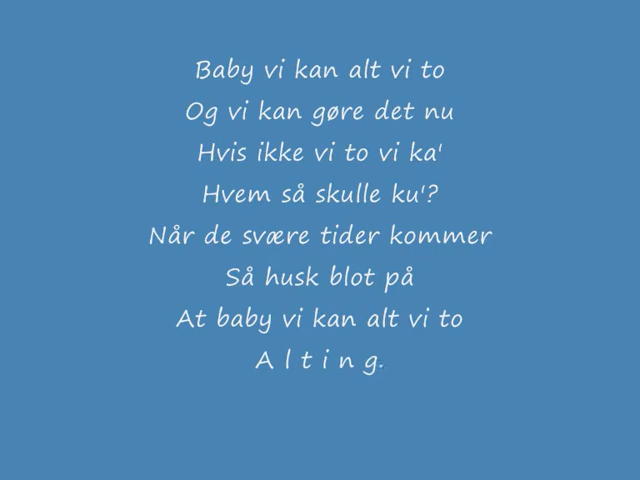 Baby vi kan alt vi to
Og vi kan gøre det nu
Hvis ikke vi to vi ka'
Hvem så skulle ku'?
Når de svære tider kommer
Så husk blot på
At baby vi kan alt vi to
A l t i n g.